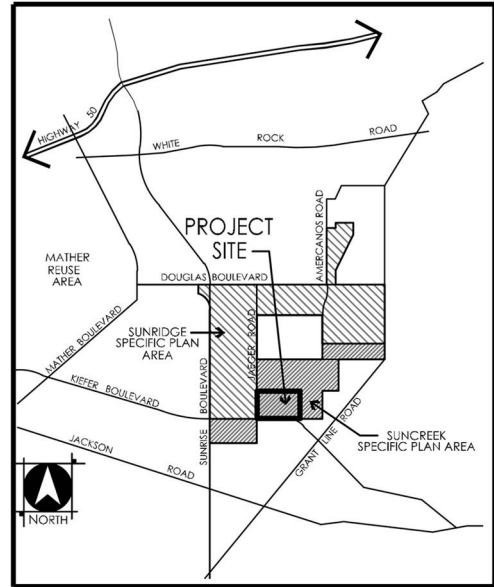 HIGHWAY 50
WHITE ROCK ROAD
AMERCANOS ROAD
PROJECT
SITE
MATHER
REUSE
AREA
DOUGLAS BOULEVARD
MATHER BOULEVARD
SUNRIDGE
SPECIFIC PLAN
AREA
JAEGER ROAD
KIEFER BOULEVARD
SUNRISE BOULEVARD
GRANT LINE ROAD
SUNCREEK
SPECIFIC PLAN AREA
JACKSON ROAD
NORTH